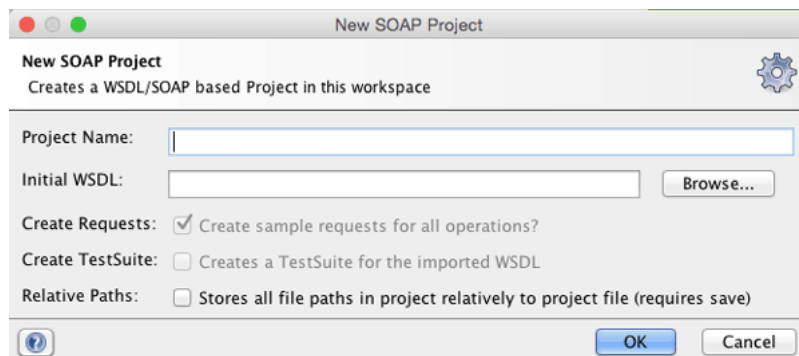 New SOAP Project
New SOAP Project
Creates a WSDL/SOAP based Project in this workspace
Project Name:
Initial WSDL:
Browse...
Create Requests: Create sample requests for all operations?
Create TestSuite: Creates a TestSuite for the imported WSDL
Relative Paths: Stores all file paths in project relatively to project file (requires save)
? OK Cancel